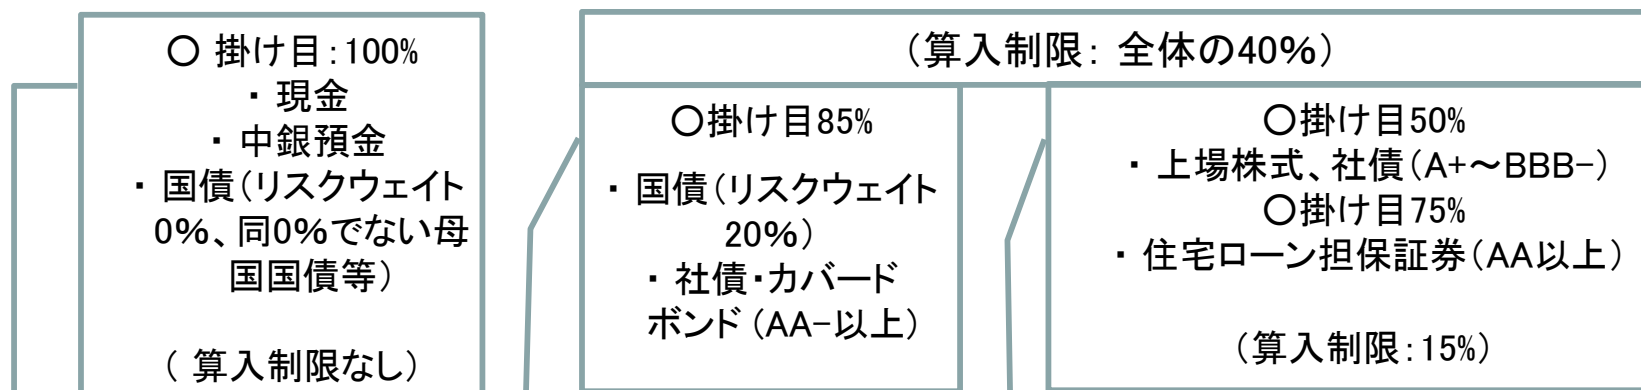 〇 掛け目：100%
・ 現金
・ 中銀預金
・ 国債（リスクウェイト
0%、同0%でない母
国国債等）
（ 算入制限なし）
（算入制限： 全体の40%）
〇掛け目85%
・ 国債（リスクウェイト
20%）
・ 社債・カバード
ボンド（AA-以上）
〇掛け目50%
・ 上場株式、社債（A+～BBB-）
〇掛け目75%
・ 住宅ローン担保証券（AA以上）
（算入制限：15%）